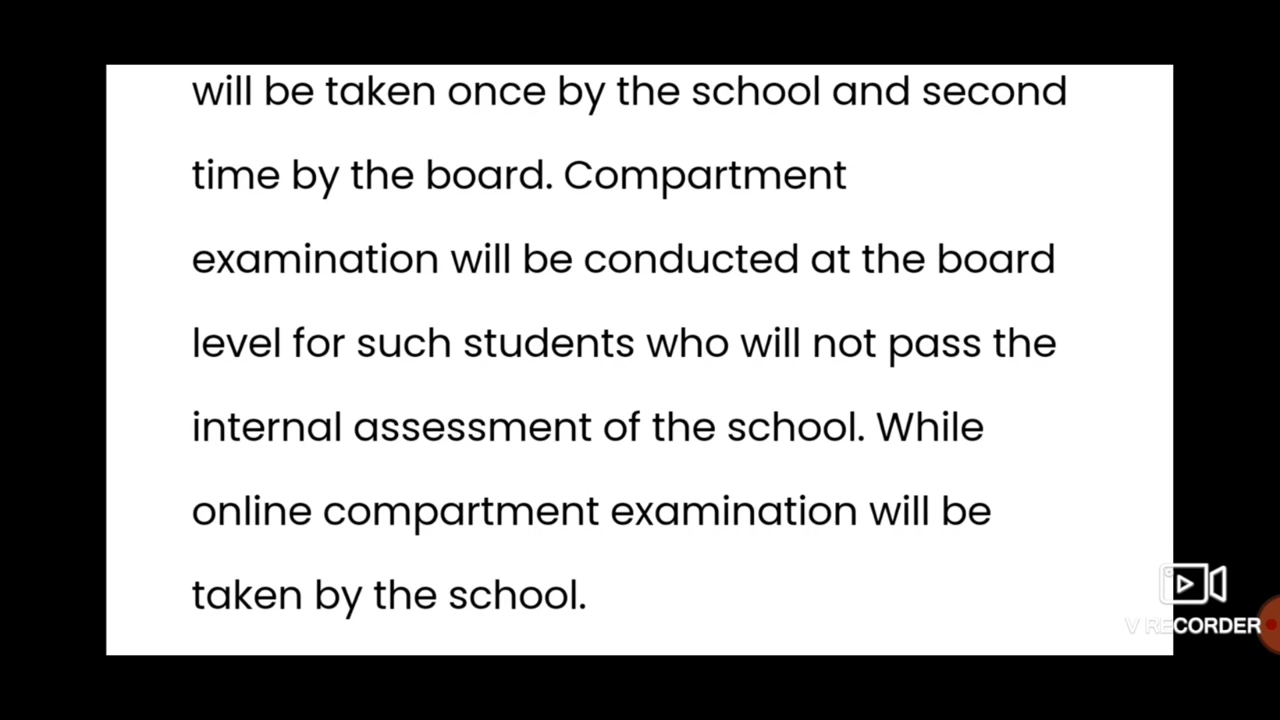 will be taken once by the school and second
time by the board. Compartment
examination will be conducted at the board
level for such students who will not pass the
internal assessment of the school. While
online compartment examination will be
taken by the school.
V RECORDER